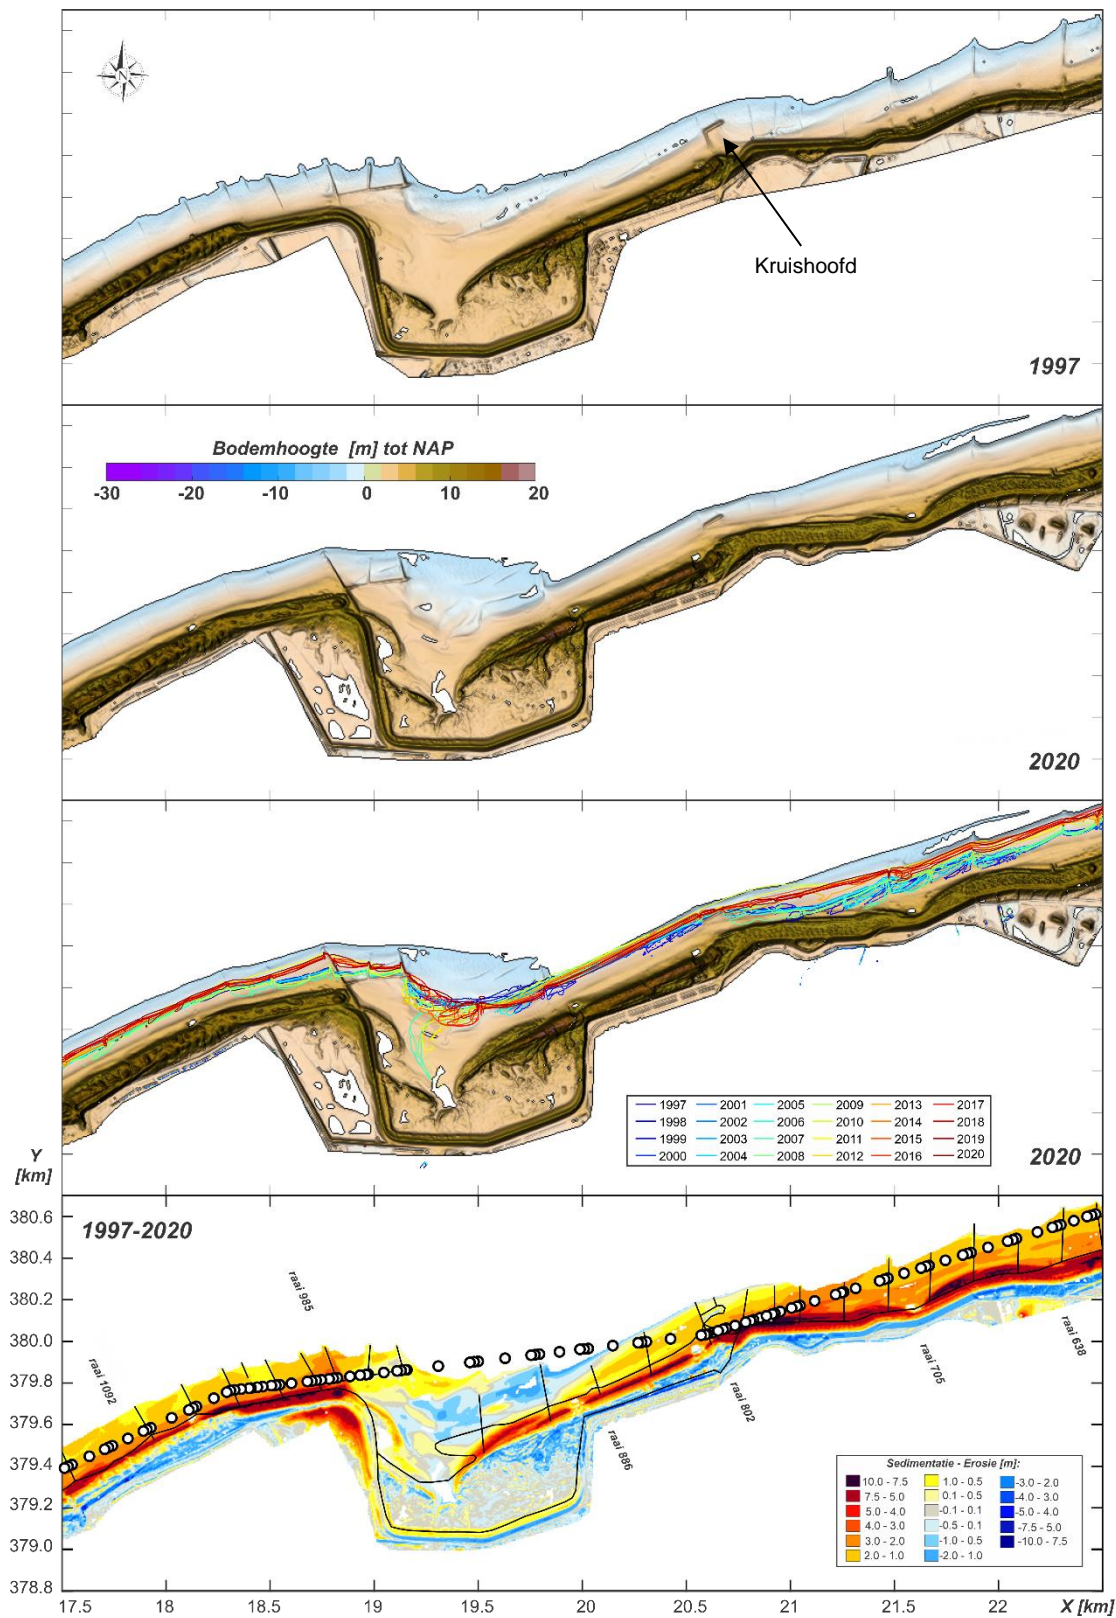 N
Kruishoofd
1997
Bodemhoogte [m] tot NAP
-30 -20 -10 0 10 20
2020
1997 2001 2005 2009 2013 2017
1998 2002 2006 2010 2014 2018
1999 2003 2007 2011 2015 2019
2000 2004 2008 2012 2016 2020
2020
Y
[km]
1997-2020
380.6
380.4
380.2
380.0
379.8
379.6
379.4
379.2
379.0
378.8
raai 1092
raai 985
raai 886
raai 802
raai 705
raai 638
Sedimentatie - Erosie [m]:
10.0 - 7.5 1.0 - 0.5 -3.0 - 2.0
7.5 - 5.0 0.1 - 0.5 -4.0 - 3.0
5.0 - 4.0 -0.1 - 0.1 -5.0 - 4.0
4.0 - 3.0 -0.5 - 0.1 -7.5 - 5.0
3.0 - 2.0 -1.0 - 0.5 -10.0 - 7.5
2.0 - 1.0 -2.0 - 1.0
17.5 18 18.5 19 19.5 20 20.5 21 21.5 22 X [km]